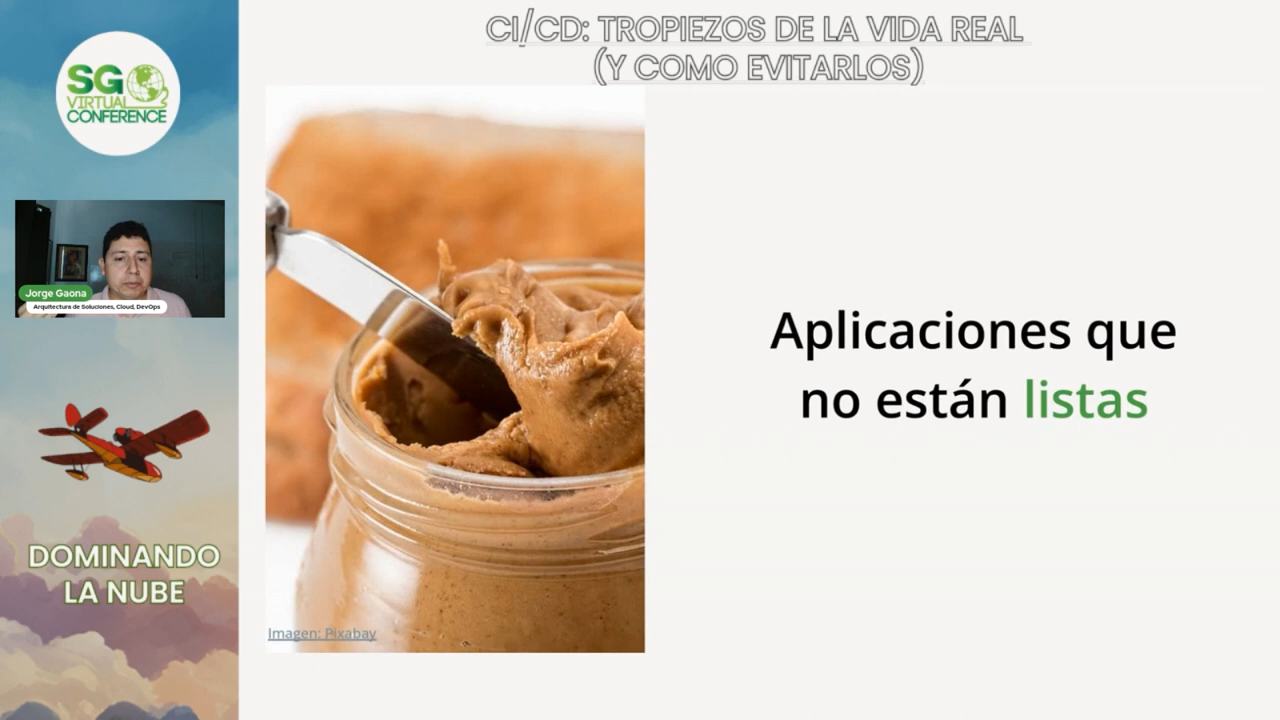 CI/CD: TROPIEZOS DE LA VIDA REAL
(Y COMO EVITARLOS)
SG
VIRTUAL
CONFERENCE
Jorge Gaona
Arquitectura de Soluciones, Cloud, DevOps
DOMINANDO
LA NUBE
Aplicaciones que
no están listas
Imagen: Pixabay